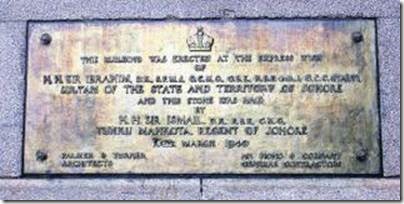 THIS BUILDING WAS ERECTED AT THE EXPRESS WISH
OF
H.H. SIR IBRAHIM,
SULTAN OF THE STATE AND TERRITORY OF JOHORE
AND THIS STONE WAS LAID
BY
H.H. SIR ISMAIL,
TUNKU MAHKOTA, REGENT OF JOHORE
MARCH 1940
PALMER & TURNER
ARCHITECTS
& COMPANY
GENERAL CONTRACTORS